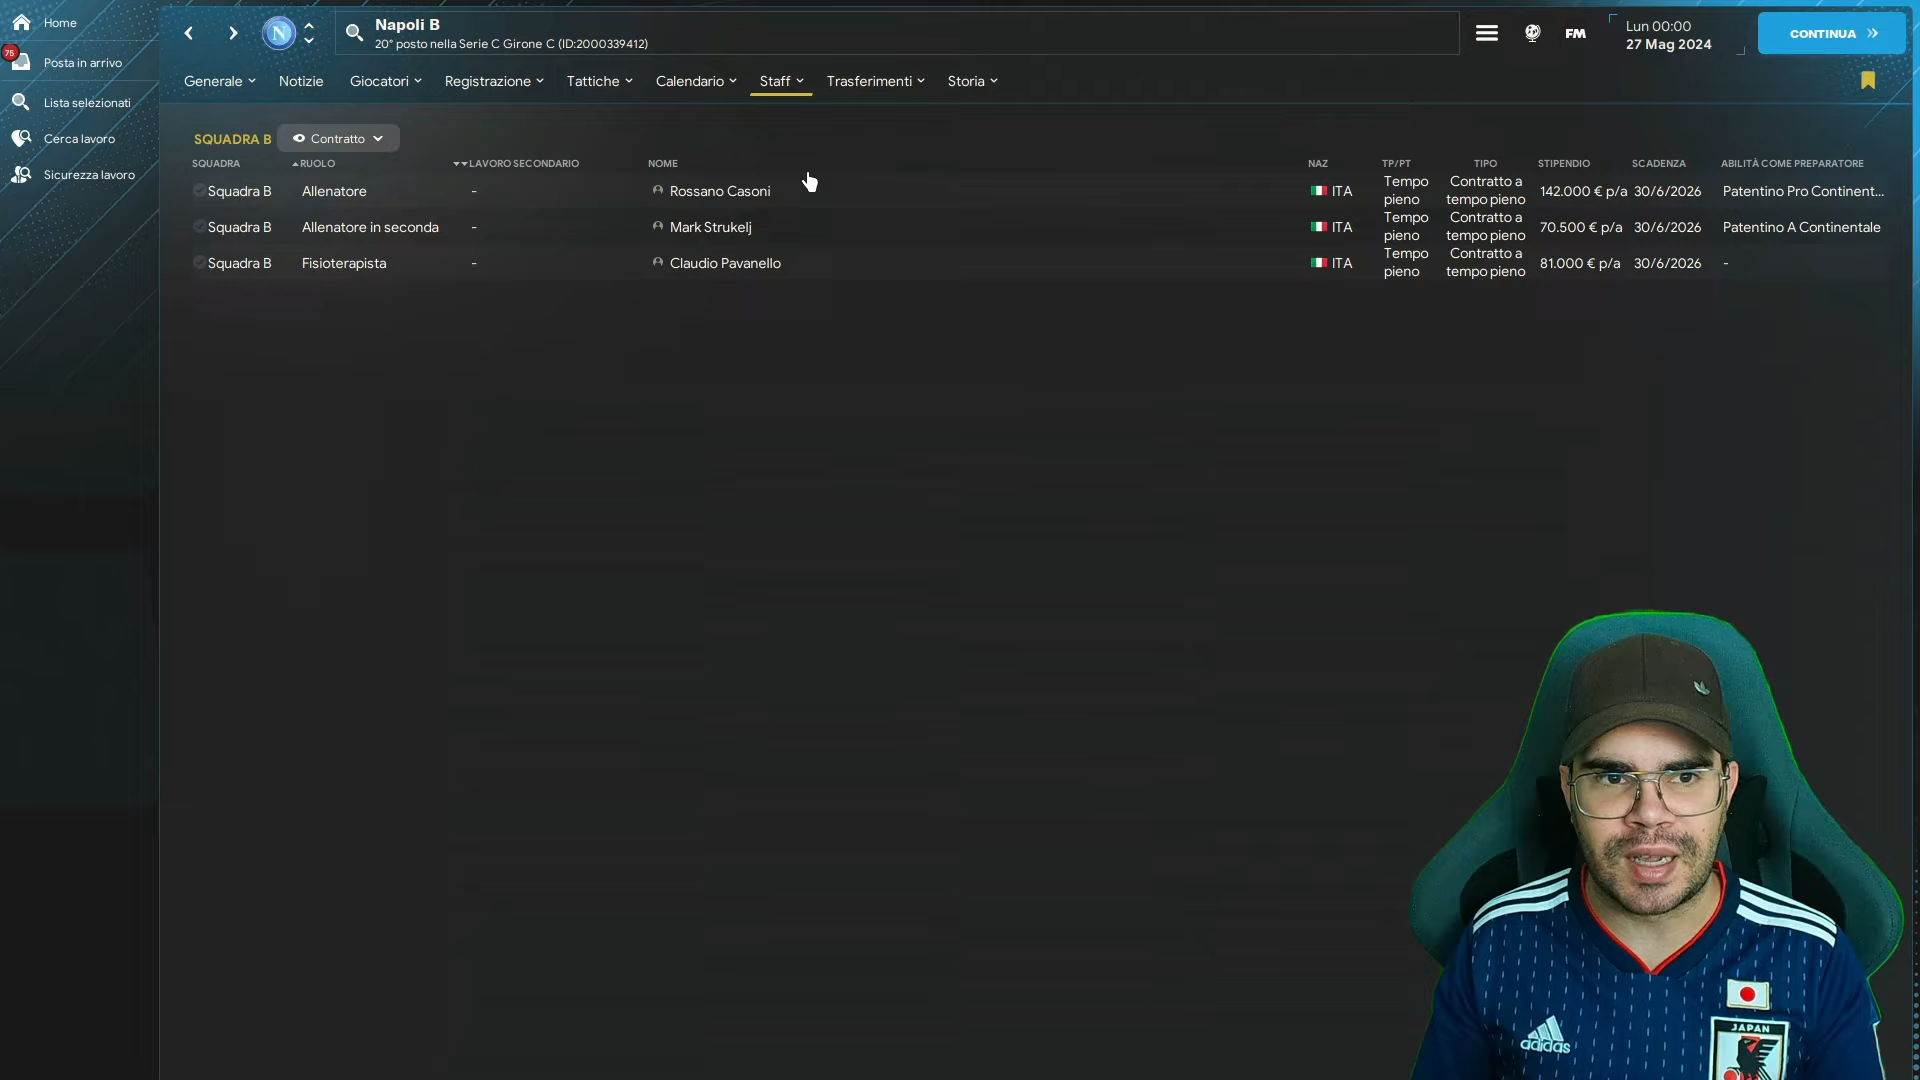 Home
75
Posta in arrivo
Lista selezionati
Cerca lavoro
Sicurezza lavoro
N
Napoli B
20° posto nella Serie C Girone C (ID:2000339412)
FM
Lun 00:00
27 Mag 2024
CONTINUA
Generale
Notizie
Giocatori
Registrazione
Tattiche
Calendario
Staff
Trasferimenti
Storia
SQUADRA B
Contratto
SQUADRA RUOLO LAVORO SECONDARIO NOME NAZ TP/PT TIPO STIPENDIO SCADENZA ABILITÀ COME PREPARATORE
Squadra B Allenatore - Rossano Casoni ITA Tempo pieno Contratto a tempo pieno 142.000 € p/a 30/6/2026 Patentino Pro Continent...
Squadra B Allenatore in seconda - Mark Strukelj ITA Tempo pieno Contratto a tempo pieno 70.500 € p/a 30/6/2026 Patentino A Continentale
Squadra B Fisioterapista - Claudio Pavanello ITA Tempo pieno Contratto a tempo pieno 81.000 € p/a 30/6/2026 -
adidas
JAPAN